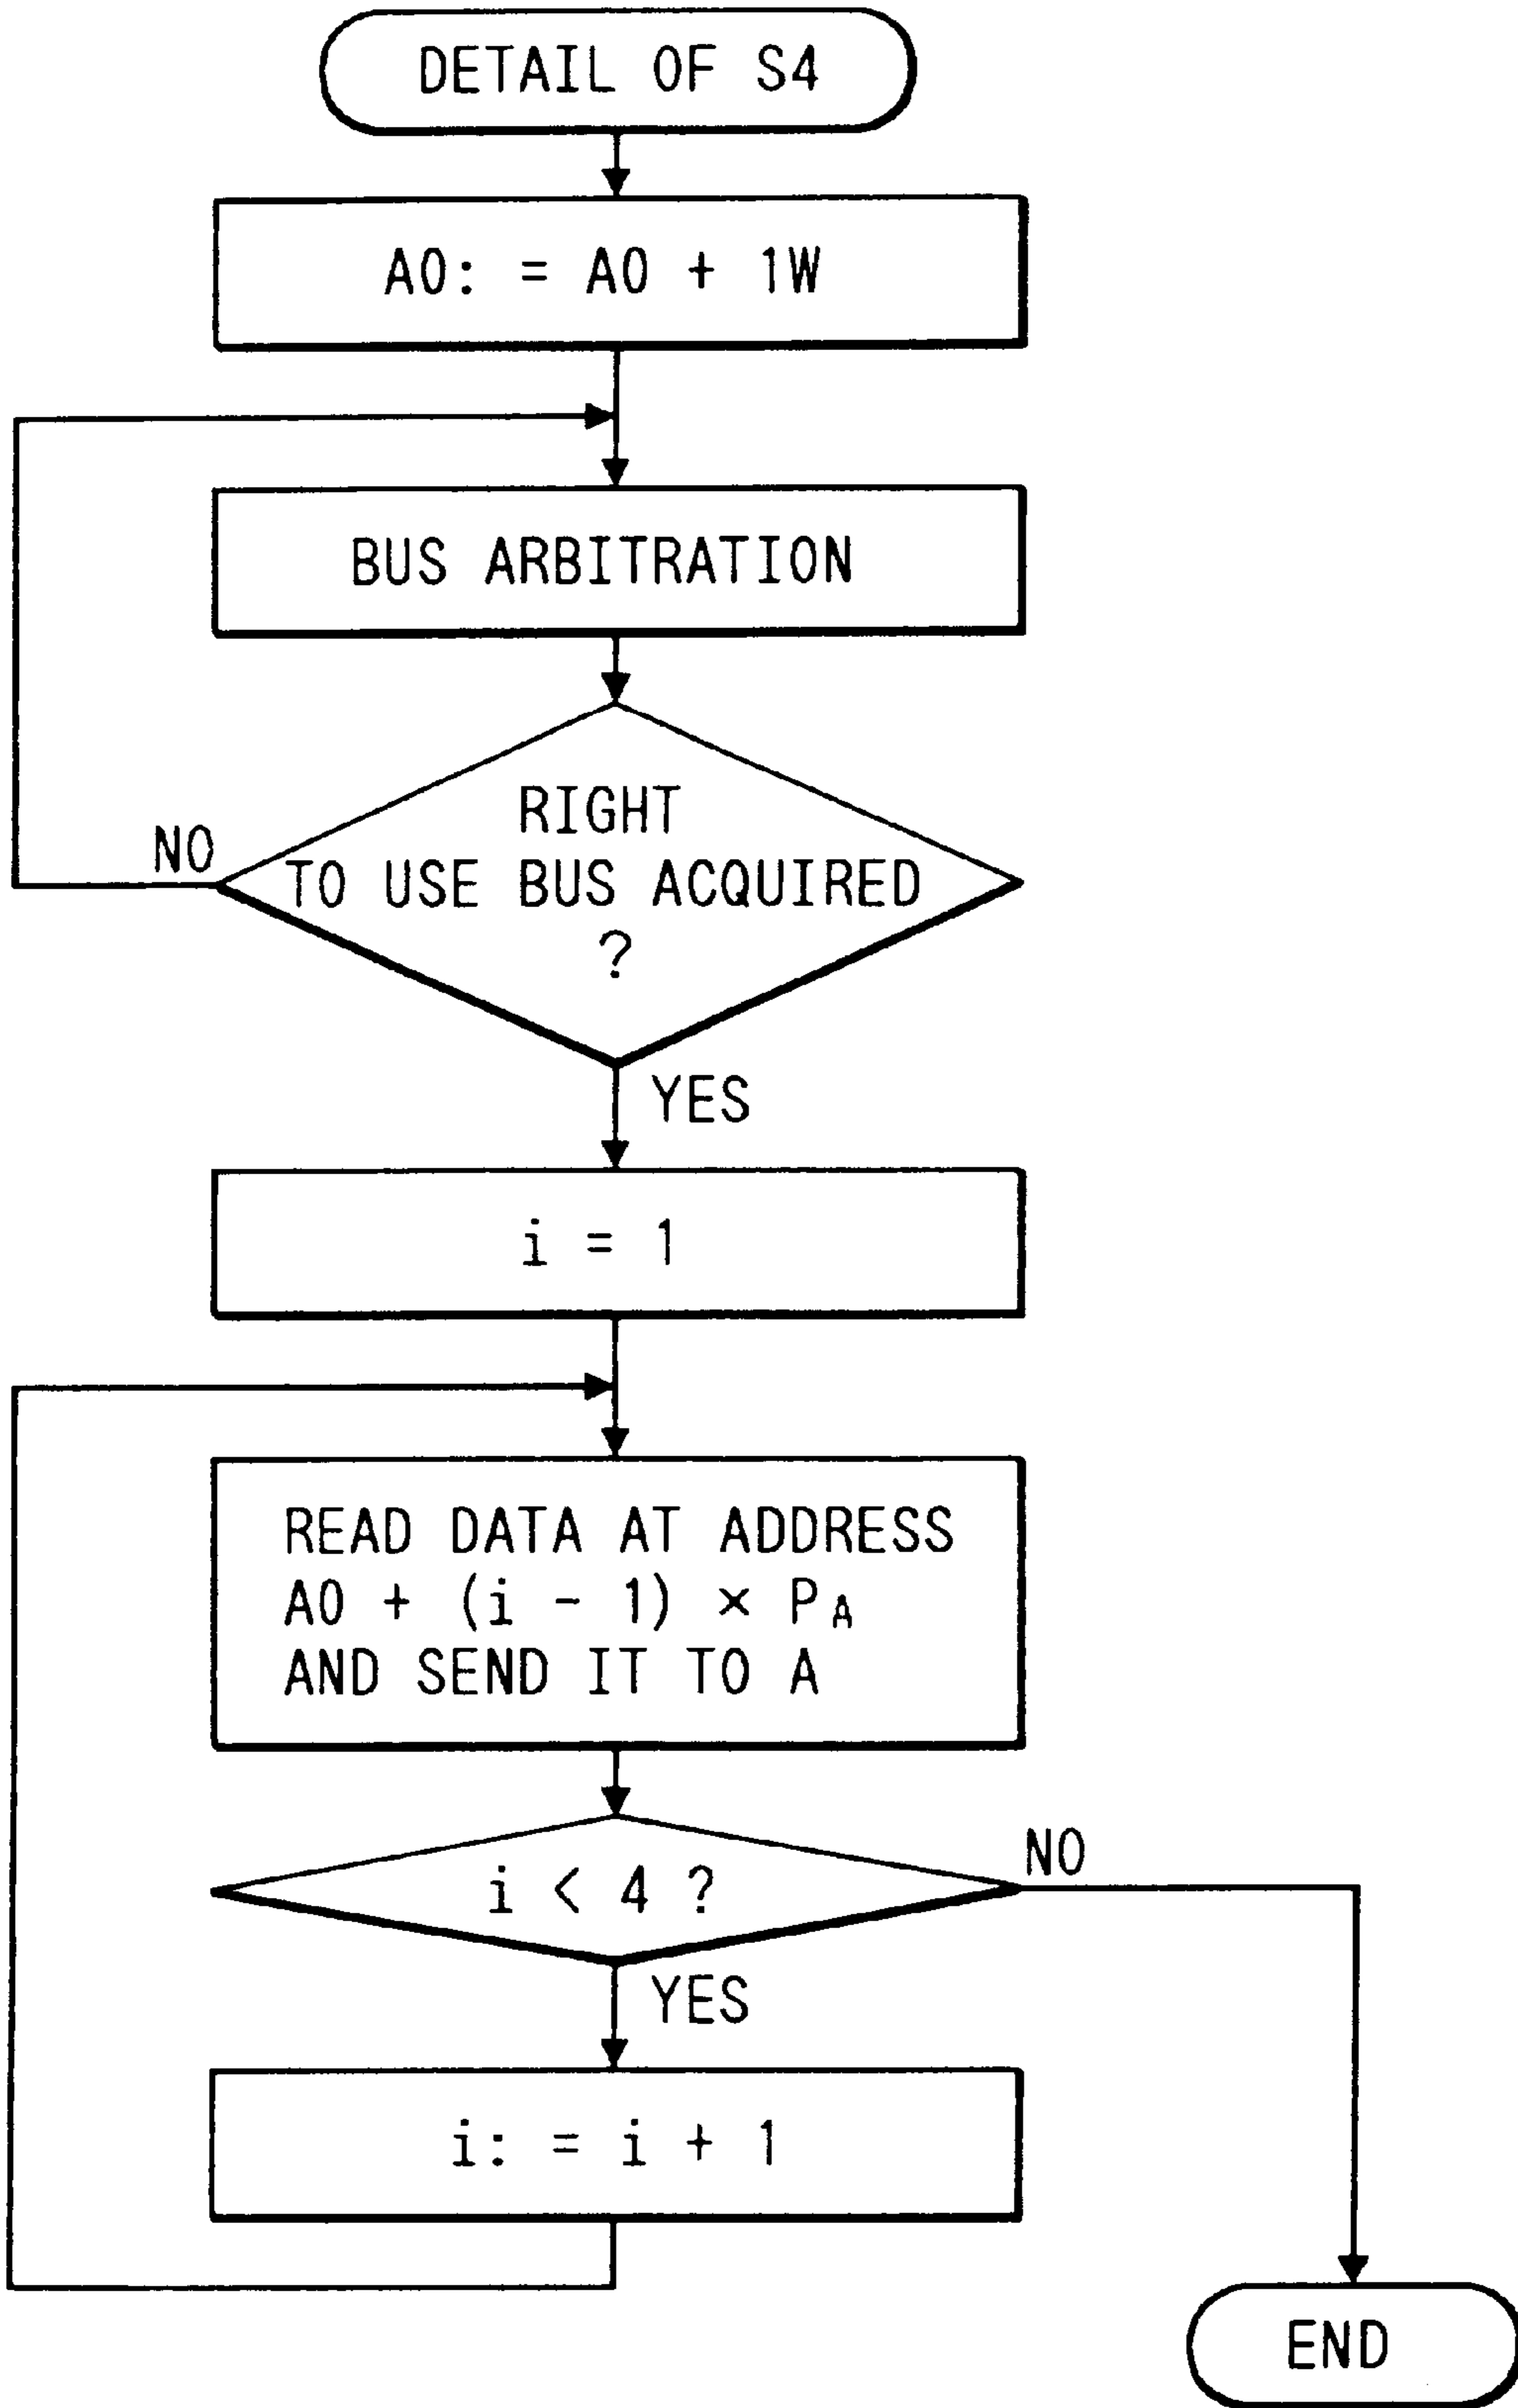 DETAIL OF S4
A0: = A0 + 1W
BUS ARBITRATION
RIGHT
NO
TO USE BUS ACQUIRED
?
YES
i = 1
READ DATA AT ADDRESS
A0 + (i - 1) × PA
AND SEND IT TO A
NO
i < 4 ?
YES
i: = i + 1
END